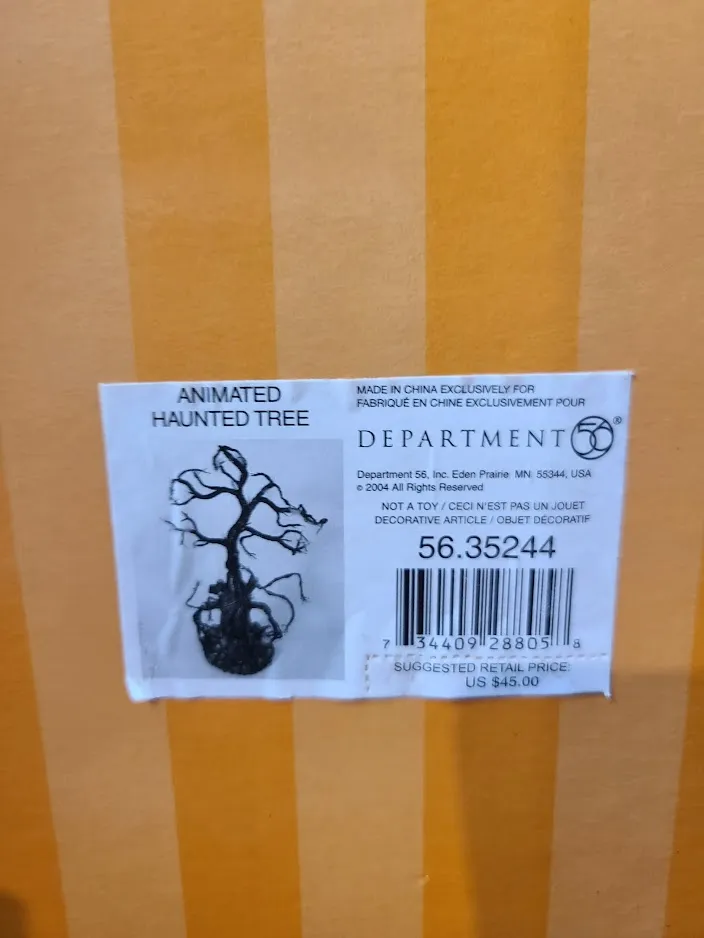 ANIMATED
HAUNTED TREE
MADE IN CHINA EXCLUSIVELY FOR
FABRIQUÉ EN CHINE EXCLUSIVEMENT POUR
DEPARTMENT 56®
Department 56, Inc. Eden Prairie MN 55344, USA
© 2004 All Rights Reserved
NOT A TOY / CECI N'EST PAS UN JOUET
DECORATIVE ARTICLE / OBJET DÉCORATIF
56.35244
7 34409 28805 8
SUGGESTED RETAIL PRICE:
US $45.00